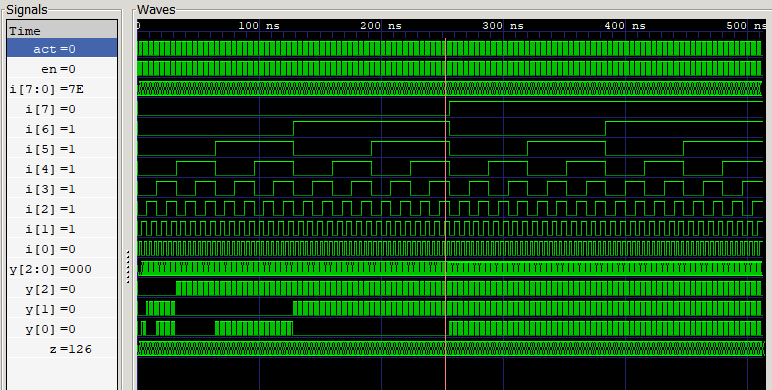 Signals
Waves
Time
0
100 ns
200 ns
300 ns
400 ns
500 ns
act=0
en=0
i[7:0]=7E
i[7]=0
i[6]=1
i[5]=1
i[4]=1
i[3]=1
i[2]=1
i[1]=1
i[0]=0
y[2:0]=000
y[2]=0
y[1]=0
y[0]=0
z=126